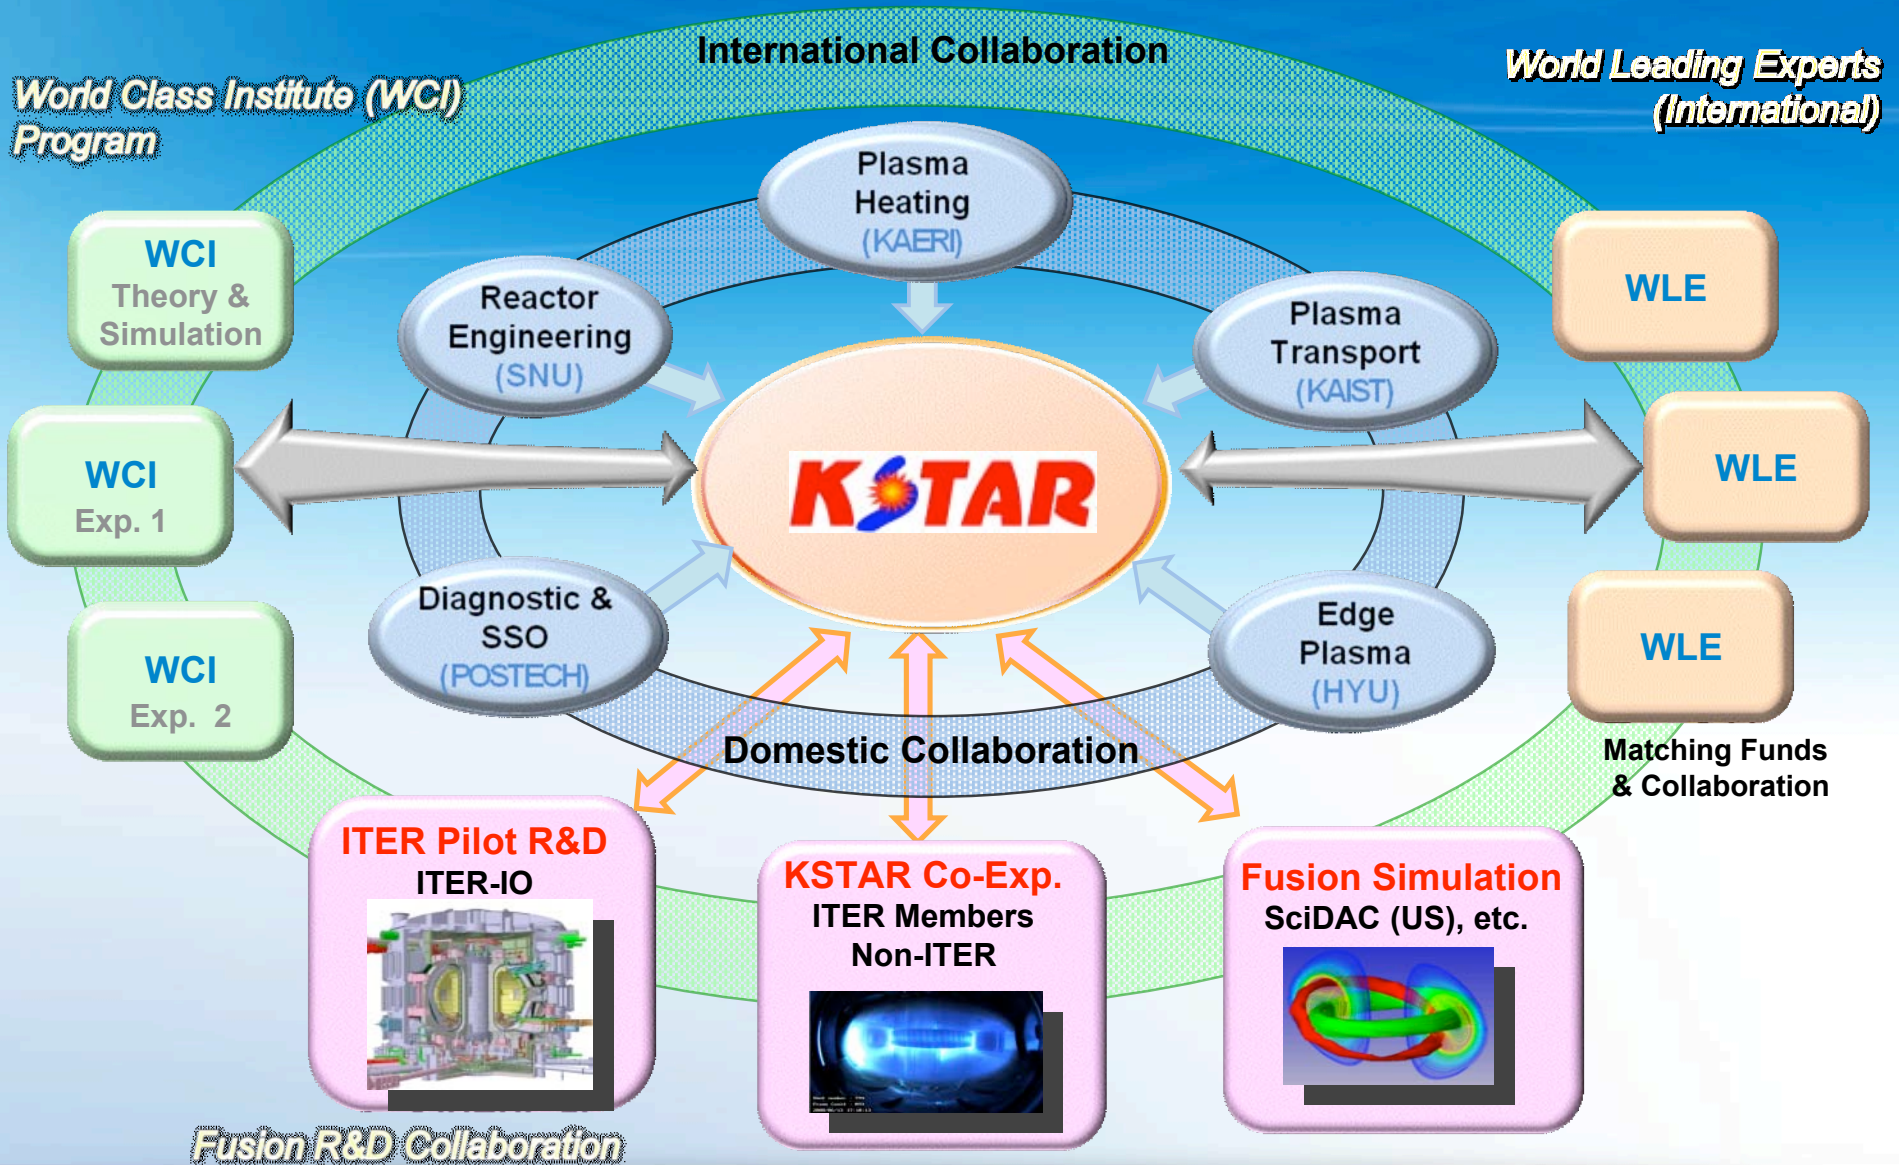 International Collaboration
World Class Institute (WCI)
Program
World Leading Experts
(International)
Plasma
Heating
(KAERI)
WCI
Theory &
Simulation
Reactor
Engineering
(SNU)
Plasma
Transport
(KAIST)
WLE
WCI
Exp. 1
KSTAR
WLE
Diagnostic &
SSO
(POSTECH)
Edge
Plasma
(HYU)
WCI
Exp. 2
WLE
Domestic Collaboration
Matching Funds
& Collaboration
ITER Pilot R&D
ITER-IO
KSTAR Co-Exp.
ITER Members
Non-ITER
Fusion Simulation
SciDAC (US), etc.
Fusion R&D Collaboration